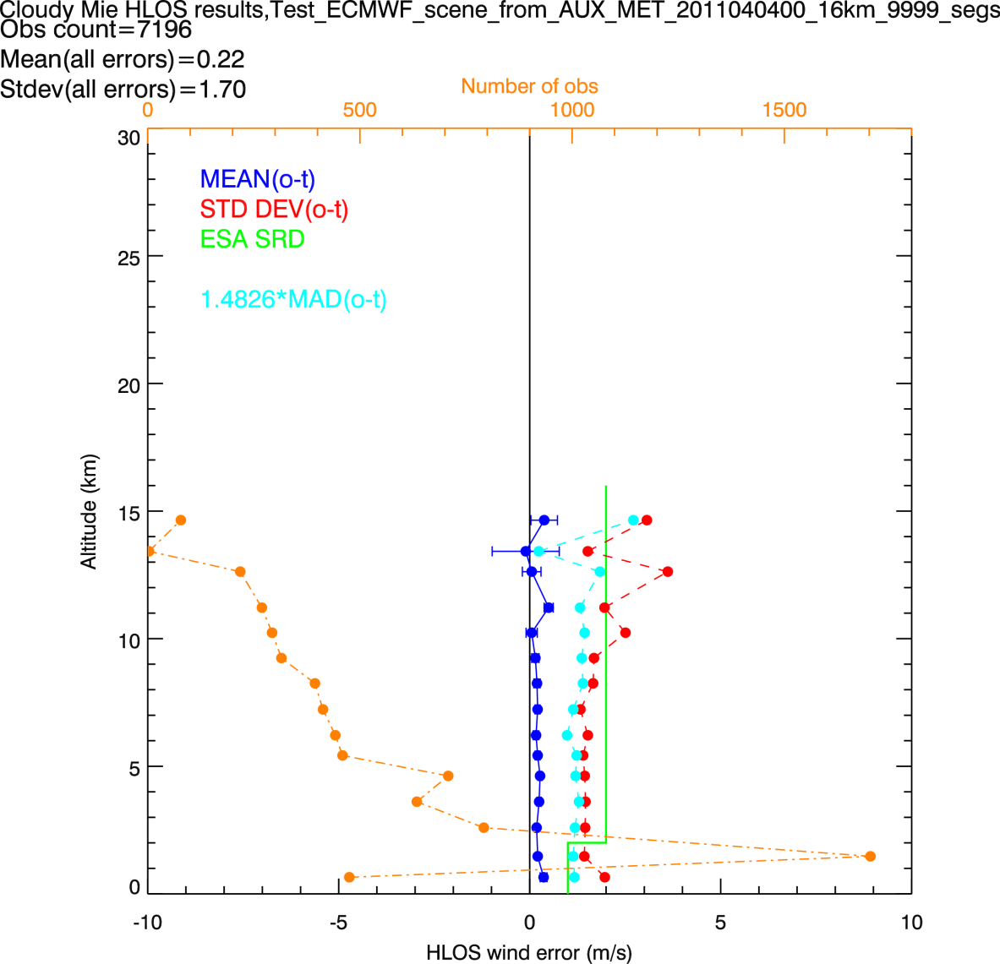 Cloudy Mie HLOS results,Test_ECMWF_scene_from_AUX_MET_2011040400_16km_9999_segs
Obs count=7196
Mean(all errors)=0.22
Stdev(all errors)=1.70
Number of obs
0 500 1000 1500
30
MEAN(o-t)
STD DEV(o-t)
ESA SRD
25
1.4826*MAD(o-t)
20
Altitude (km)
15
10
5
0
-10 -5 0 5 10
HLOS wind error (m/s)